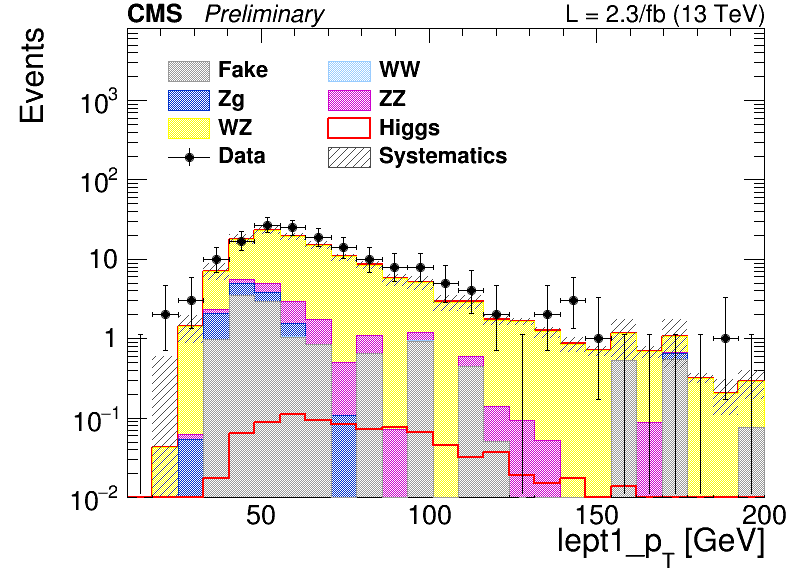 CMS Preliminary L = 2.3/fb (13 TeV)
Events
Fake WW
Zg ZZ
WZ Higgs
Data Systematics
10³
10²
10
1
10⁻¹
10⁻²
50 100 150 200
lept1_p_T [GeV]